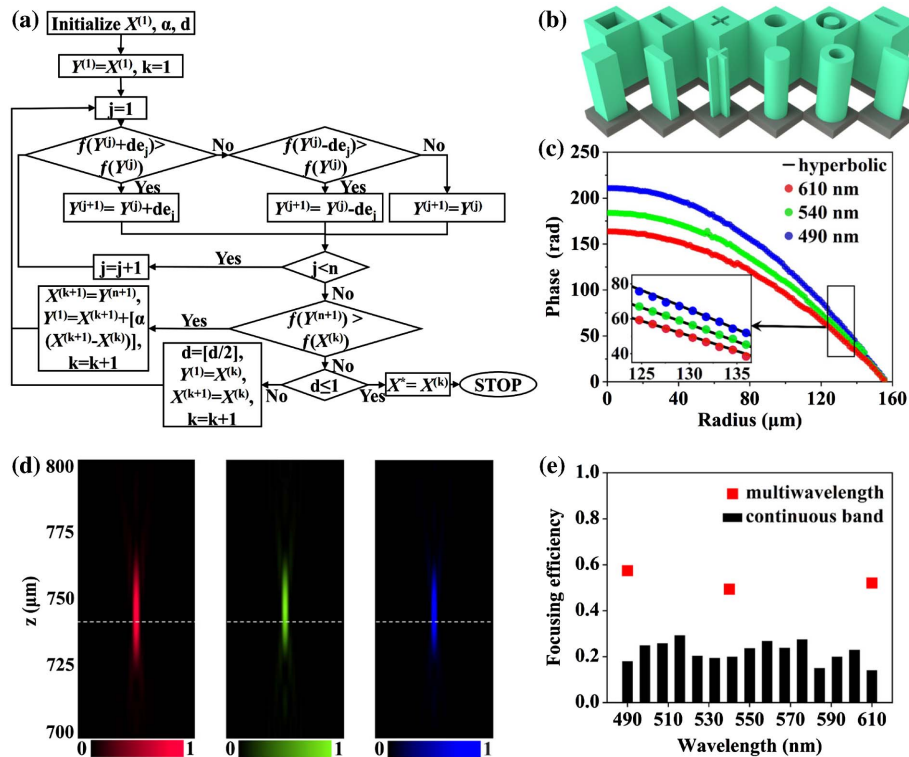 (a)
Initialize X⁽¹⁾, α, d
Y⁽¹⁾=X⁽¹⁾, k=1
j=1
f(Y⁽ʲ⁾+deⱼ)>
f(Y⁽ʲ⁾)
No
f(Y⁽ʲ⁾-deⱼ)>
f(Y⁽ʲ⁾)
No
Yes
Yes
Y⁽ʲ⁺¹⁾= Y⁽ʲ⁾+deⱼ
Y⁽ʲ⁺¹⁾= Y⁽ʲ⁾-deⱼ
Y⁽ʲ⁺¹⁾=Y⁽ʲ⁾
j=j+1
Yes
j<n
No
X⁽ᵏ⁺¹⁾=Y⁽ⁿ⁺¹⁾,
Y⁽¹⁾=X⁽ᵏ⁺¹⁾+[α
(X⁽ᵏ⁺¹⁾-X⁽ᵏ⁾)],
k=k+1
Yes
f(Y⁽ⁿ⁺¹⁾) >
f(X⁽ᵏ⁾)
No
d=[d/2],
Y⁽¹⁾=X⁽ᵏ⁾,
X⁽ᵏ⁺¹⁾=X⁽ᵏ⁾,
k=k+1
No
d≤1
Yes
X*= X⁽ᵏ⁾
STOP
(b)
(c)
250
200
150
100
50
0
Phase (rad)
hyperbolic
610 nm
540 nm
490 nm
80
60
40
125 130 135
0 40 80 120 160
Radius (μm)
(d)
800
775
750
725
700
z (μm)
0 1
0 1
0 1
(e)
1.0
0.8
0.6
0.4
0.2
0.0
Focusing efficiency
multiwavelength
continuous band
490 510 530 550 570 590 610
Wavelength (nm)